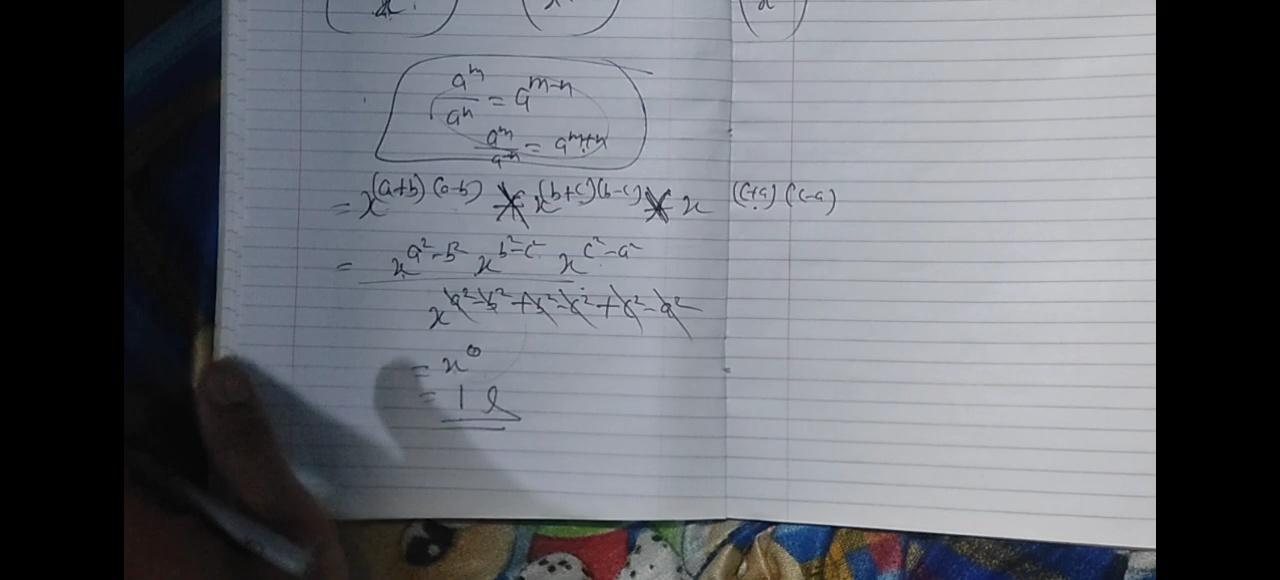 a^m/a^n = a^(m-n)
a^m/a^-n = a^(m+n)
= x^(a+b)(a-b) * x^(b+c)(b-c) * x^(c+a)(c-a)
= x^(a²-b²) x^(b²-c²) x^(c²-a²)
x^(a²-b²+b²-c²+c²-a²)
= x^0
= 1